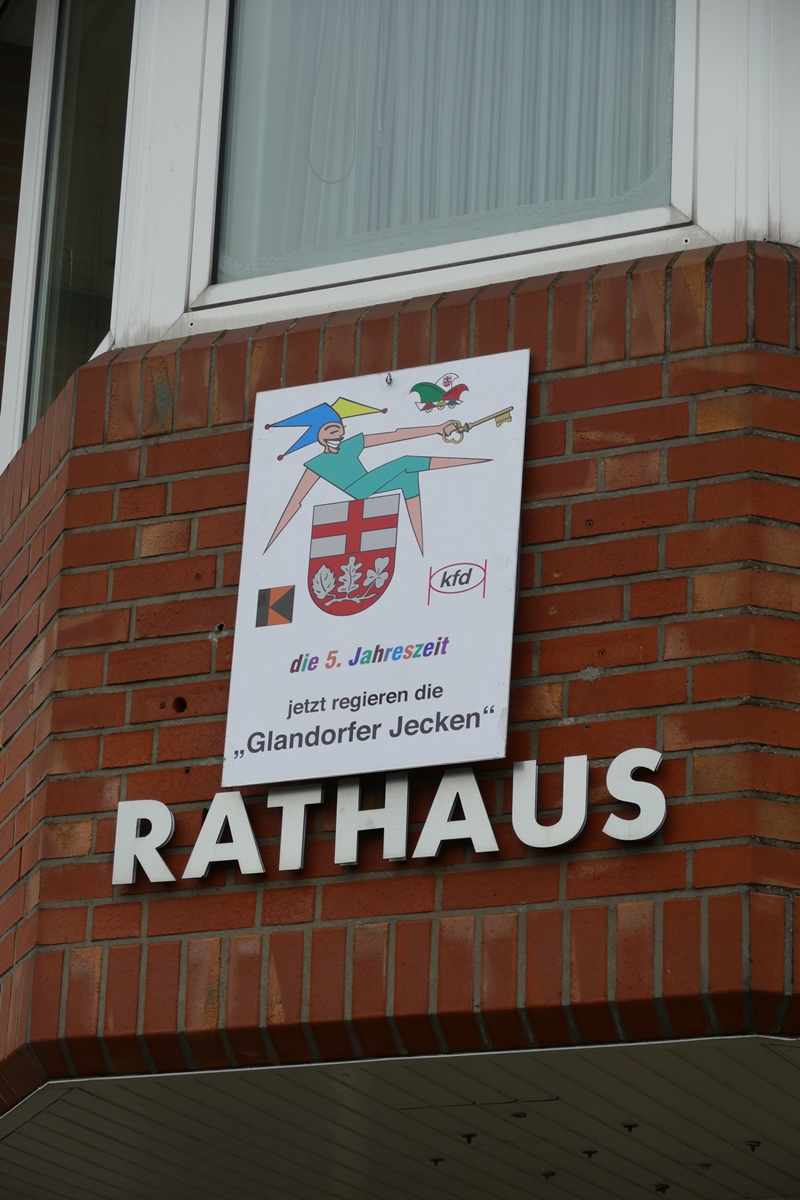 K
kfd
die 5. Jahreszeit
jetzt regieren die
„Glandorfer Jecken“
RATHAUS